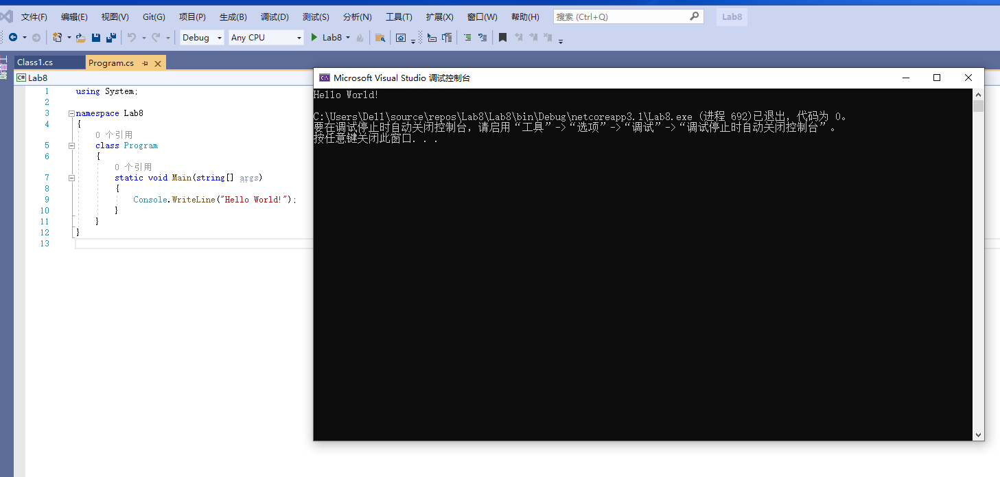 文件(F) 编辑(E) 视图(V) Git(G) 项目(P) 生成(B) 调试(D) 测试(S) 分析(N) 工具(T) 扩展(X) 窗口(W) 帮助(H) 搜索 (Ctrl+Q) Lab8
Debug Any CPU Lab8
工具箱
Class1.cs Program.cs
C# Lab8
1 using System;
2
3 namespace Lab8
4 {
0 个引用
5 class Program
6 {
0 个引用
7 static void Main(string[] args)
8 {
9 Console.WriteLine("Hello World!");
10 }
11 }
12 }
13
C:\ Microsoft Visual Studio 调试控制台
Hello World!
C:\Users\Dell\source\repos\Lab8\Lab8\bin\Debug\netcoreapp3.1\Lab8.exe (进程 692)已退出，代码为 0。
要在调试停止时自动关闭控制台，请启用“工具”->“选项”->“调试”->“调试停止时自动关闭控制台”。
按任意键关闭此窗口. . .